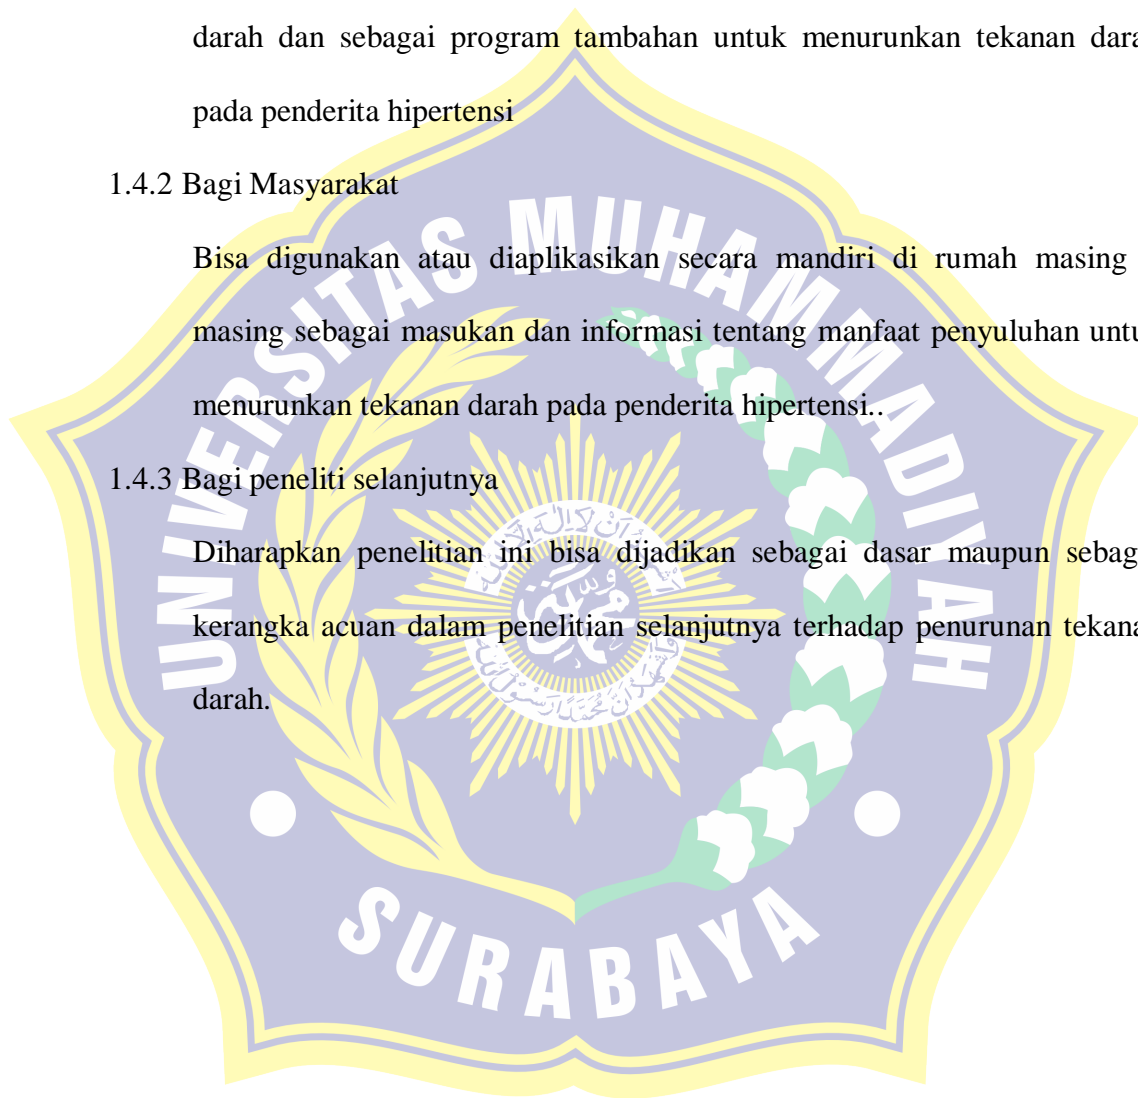 darah dan sebagai program tambahan untuk menurunkan tekanan dara
pada penderita hipertensi
1.4.2 Bagi Masyarakat
Bisa digunakan atau diaplikasikan secara mandiri di rumah masing
masing sebagai masukan dan informasi tentang manfaat penyuluhan untu
menurunkan tekanan darah pada penderita hipertensi..
1.4.3 Bagi peneliti selanjutnya
Diharapkan penelitian ini bisa dijadikan sebagai dasar maupun sebag
kerangka acuan dalam penelitian selanjutnya terhadap penurunan tekana
darah.
UNIVERSITAS MUHAMMADIYAH
SURABAYA